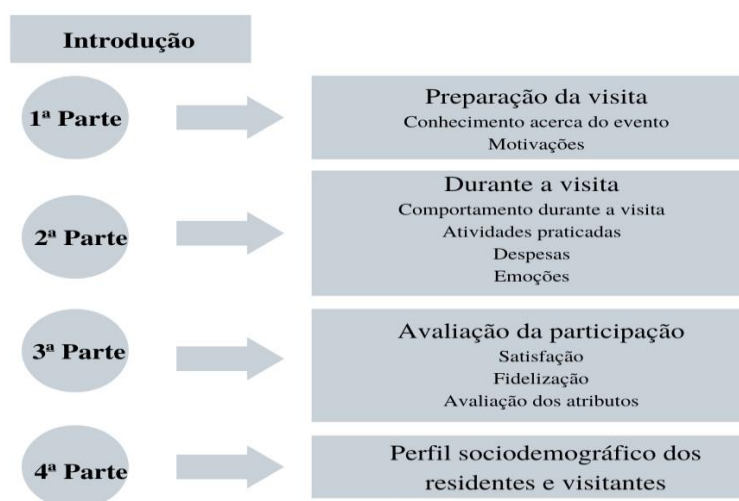 Introdução
1ª Parte
Preparação da visita
Conhecimento acerca do evento
Motivações
2ª Parte
Durante a visita
Comportamento durante a visita
Atividades praticadas
Despesas
Emoções
3ª Parte
Avaliação da participação
Satisfação
Fidelização
Avaliação dos atributos
4ª Parte
Perfil sociodemográfico dos
residentes e visitantes